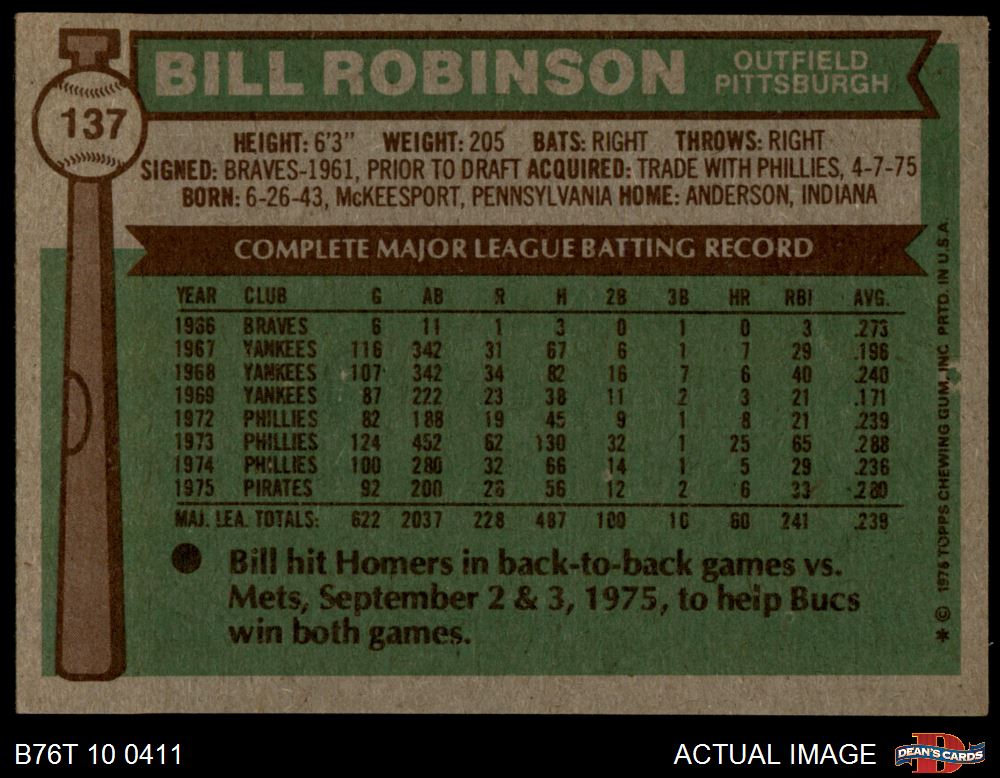 BILL ROBINSON
OUTFIELD
PITTSBURGH
137
HEIGHT: 6'3" WEIGHT: 205 BATS: RIGHT THROWS: RIGHT
SIGNED: BRAVES-1961, PRIOR TO DRAFT ACQUIRED: TRADE WITH PHILLIES, 4-7-75
BORN: 6-26-43, McKEESPORT, PENNSYLVANIA HOME: ANDERSON, INDIANA
COMPLETE MAJOR LEAGUE BATTING RECORD
YEAR CLUB G AB R H 2B 3B HR RBI AVG.
1966 BRAVES 6 11 1 3 0 1 0 3 .273
1967 YANKEES 116 342 31 67 6 1 7 29 .196
1968 YANKEES 107 342 34 82 16 7 6 40 .240
1969 YANKEES 87 222 23 38 11 2 3 21 .171
1972 PHILLIES 82 188 19 45 9 1 8 21 .239
1973 PHILLIES 124 452 62 130 32 1 25 65 .288
1974 PHILLIES 100 280 32 66 14 1 5 29 .236
1975 PIRATES 92 200 26 56 12 2 6 33 .280
MAJ. LEA. TOTALS: 622 2037 228 487 100 16 60 241 .239
Bill hit Homers in back-to-back games vs.
Mets, September 2 & 3, 1975, to help Bucs
win both games.
* © 1976 TOPPS CHEWING GUM, INC. PRTD. IN U.S.A.
B76T 10 0411
ACTUAL IMAGE
DEAN'S CARDS